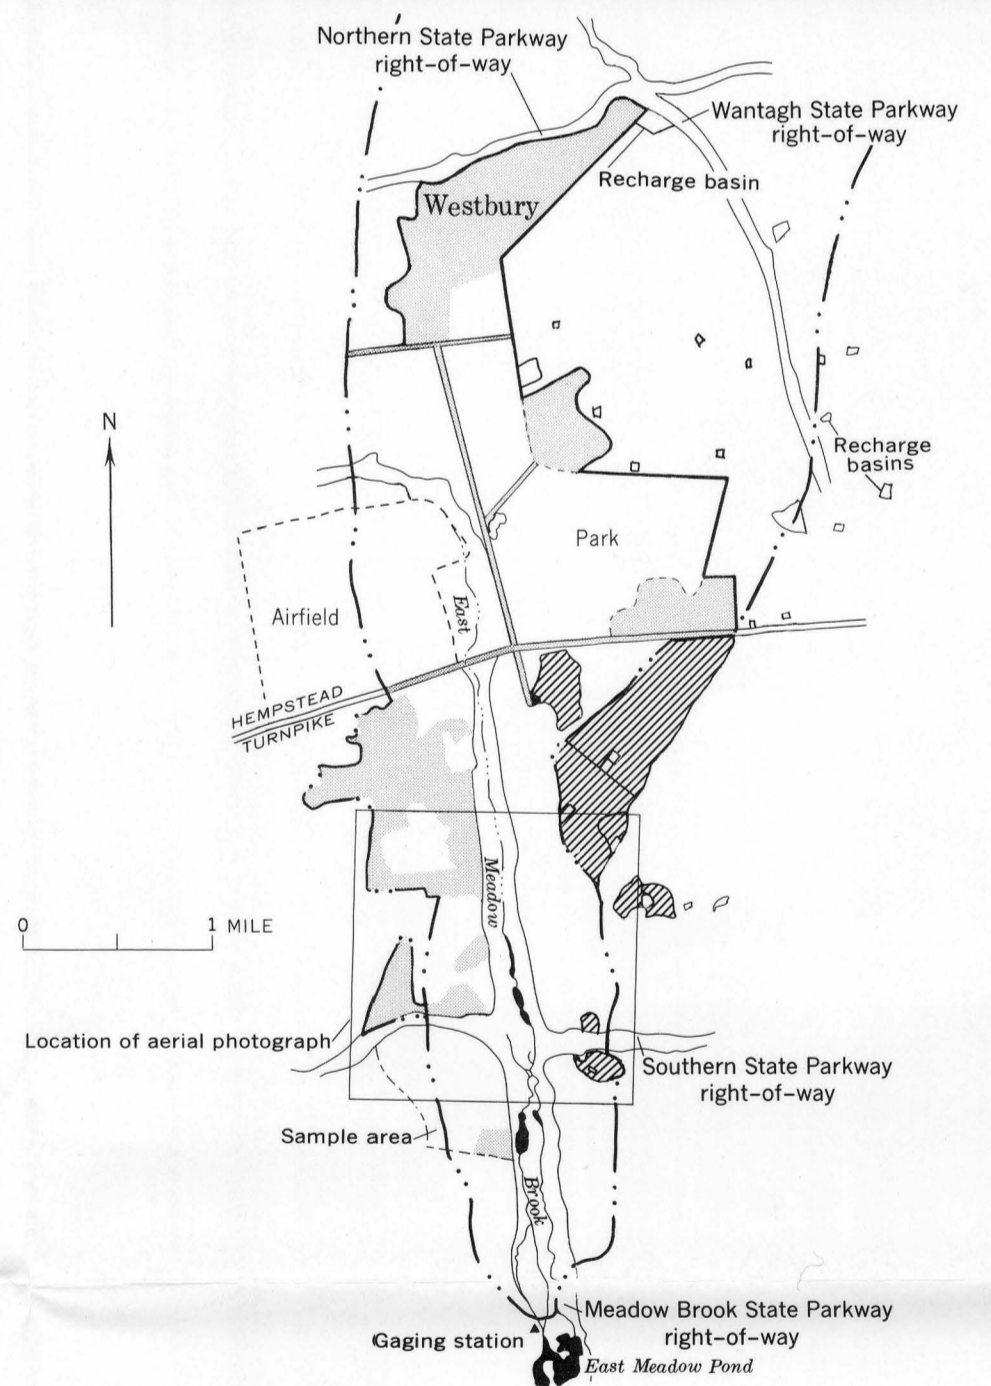 Northern State Parkway
right-of-way
Wantagh State Parkway
right-of-way
Recharge basin
Westbury
N
Recharge
basins
Park
East
Airfield
HEMPSTEAD
TURNPIKE
Meadow
0 1 MILE
Location of aerial photograph
Southern State Parkway
right-of-way
Sample area
Brook
Meadow Brook State Parkway
right-of-way
Gaging station
East Meadow Pond